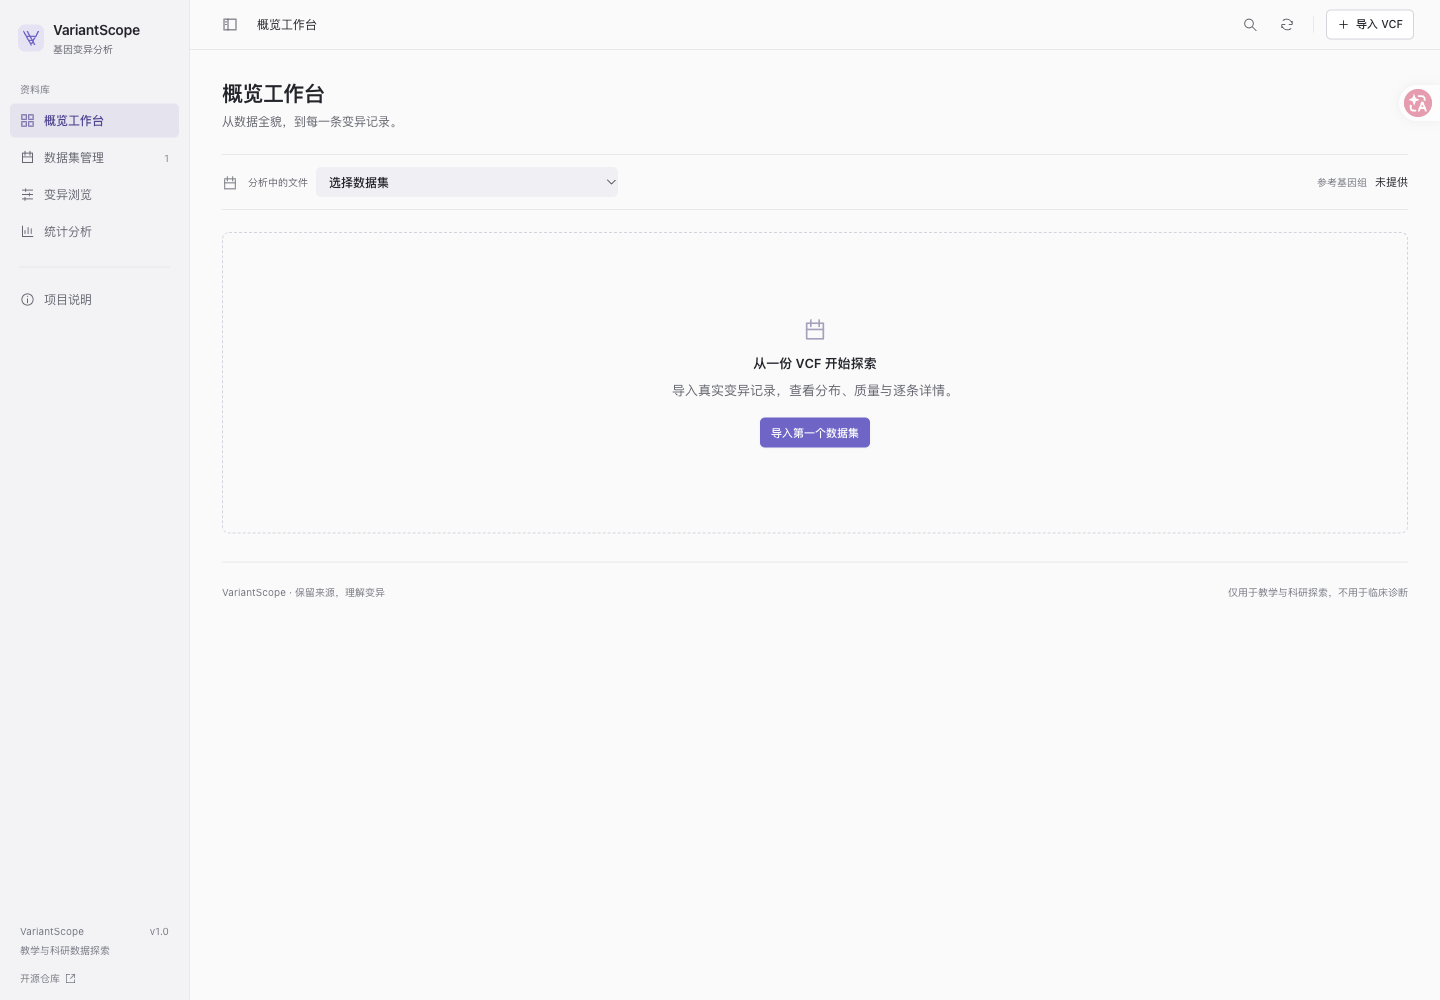 VariantScope
基因变异分析
资料库
概览工作台
数据集管理 1
变异浏览
统计分析
项目说明
VariantScope v1.0
教学与科研数据探索
开源仓库
概览工作台
导入 VCF
概览工作台
从数据全貌，到每一条变异记录。
分析中的文件 选择数据集 参考基因组 未提供
从一份 VCF 开始探索
导入真实变异记录，查看分布、质量与逐条详情。
导入第一个数据集
VariantScope · 保留来源，理解变异 仅用于教学与科研探索，不用于临床诊断